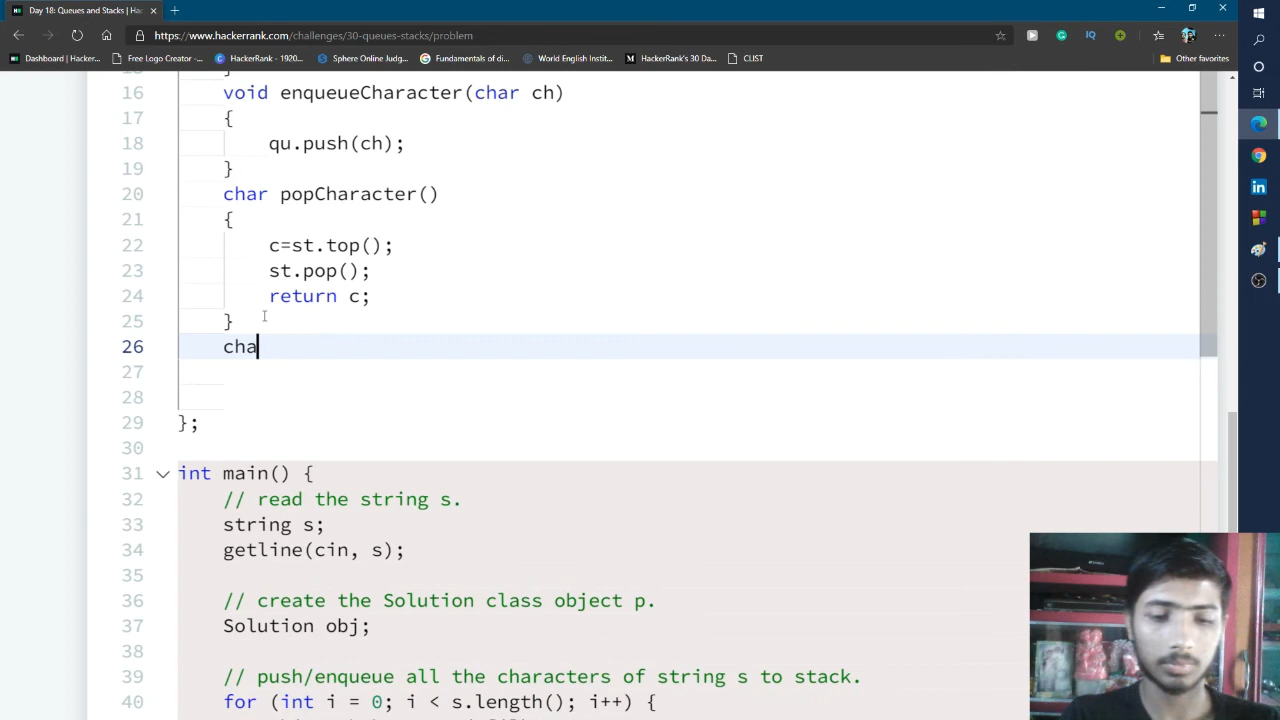 Day 18: Queues and Stacks | Hac
https://www.hackerrank.com/challenges/30-queues-stacks/problem
Dashboard | Hacker... Free Logo Creator -... HackerRank - 1920... Sphere Online Judg... Fundamentals of di... World English Instit... HackerRank's 30 Da... CLIST Other favorites
16 void enqueueCharacter(char ch)
17 {
18 qu.push(ch);
19 }
20 char popCharacter()
21 {
22 c=st.top();
23 st.pop();
24 return c;
25 }
26 cha
27
28
29 };
30
31 int main() {
32 // read the string s.
33 string s;
34 getline(cin, s);
35
36 // create the Solution class object p.
37 Solution obj;
38
39 // push/enqueue all the characters of string s to stack.
40 for (int i = 0; i < s.length(); i++) {